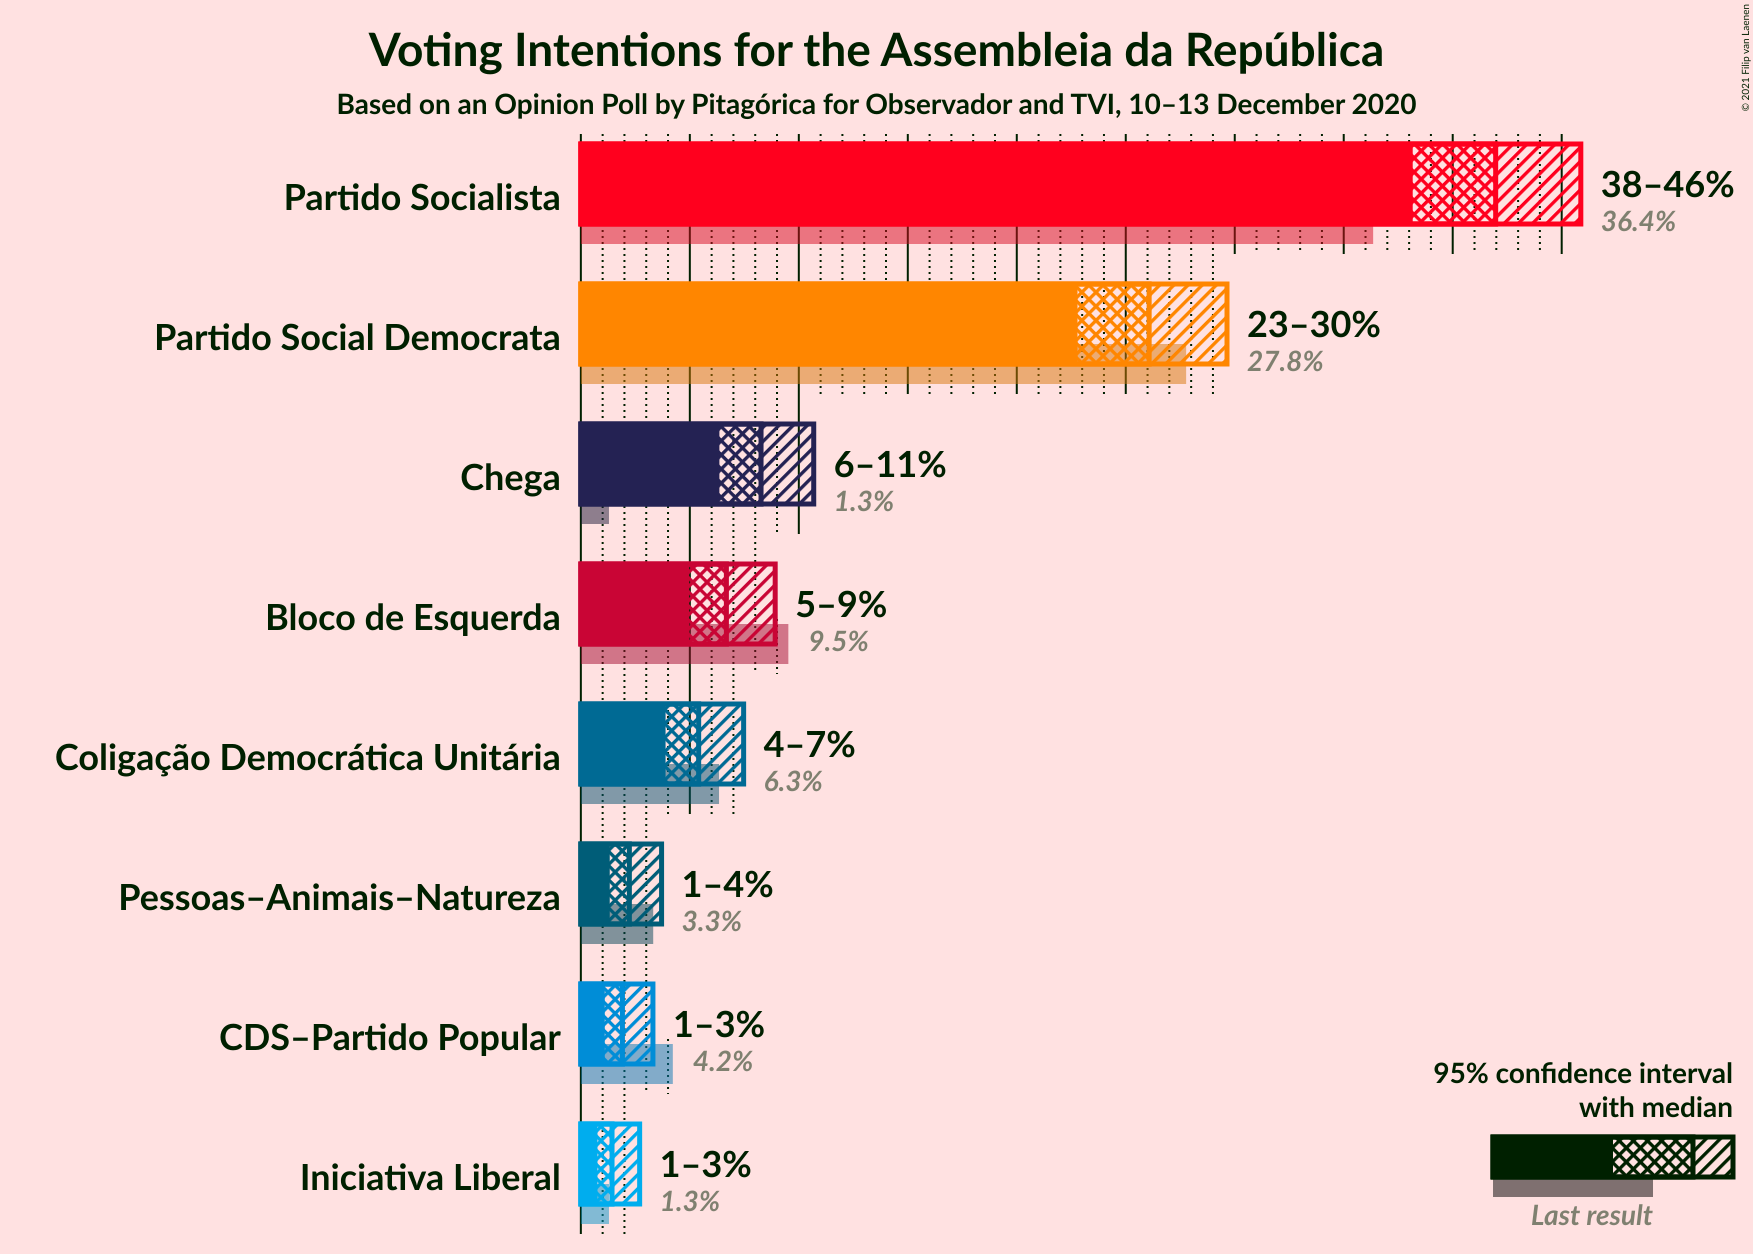 Voting Intentions for the Assembleia da República
Based on an Opinion Poll by Pitagórica for Observador and TVI, 10–13 December 2020
© 2021 Filip van Laenen
Partido Socialista
38–46%
36.4%
Partido Social Democrata
23–30%
27.8%
Chega
6–11%
1.3%
Bloco de Esquerda
5–9%
9.5%
Coligação Democrática Unitária
4–7%
6.3%
Pessoas–Animais–Natureza
1–4%
3.3%
CDS–Partido Popular
1–3%
4.2%
Iniciativa Liberal
1–3%
1.3%
95% confidence interval
with median
Last result